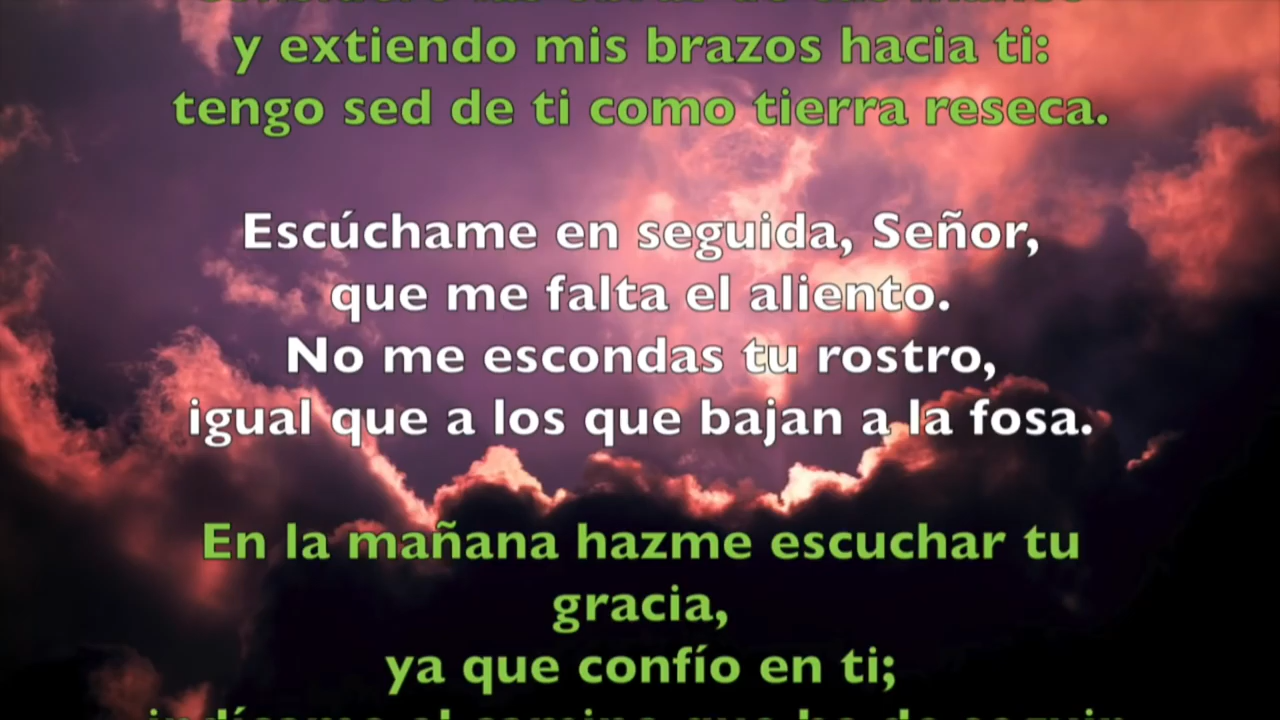 y extiendo mis brazos hacia ti:
tengo sed de ti como tierra reseca.
Escúchame en seguida, Señor,
que me falta el aliento.
No me escondas tu rostro,
igual que a los que bajan a la fosa.
En la mañana hazme escuchar tu
gracia,
ya que confío en ti;